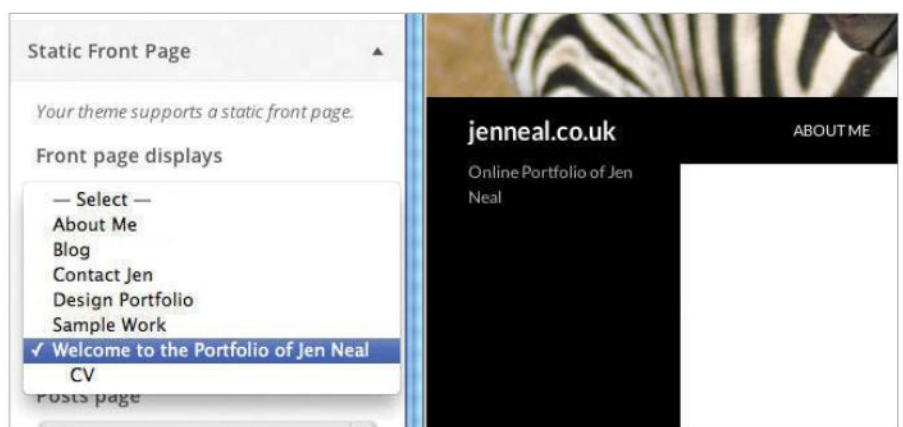 Static Front Page
Your theme supports a static front page.
Front page displays
— Select —
About Me
Blog
Contact Jen
Design Portfolio
Sample Work
✓ Welcome to the Portfolio of Jen Neal
CV
Posts page
jenneal.co.uk
ABOUT ME
Online Portfolio of Jen
Neal